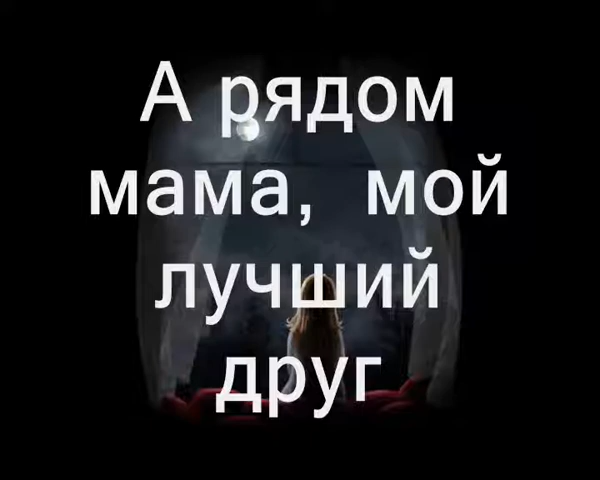 А рядом
мама, мой
лучший
друг